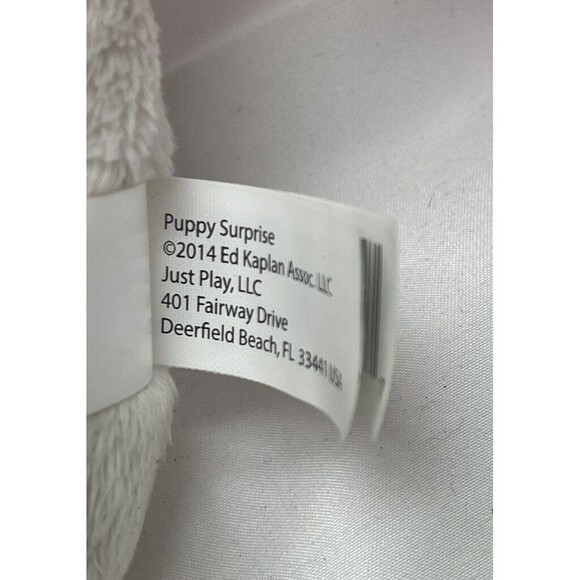 Puppy Surprise
©2014 Ed Kaplan Assoc. LLC
Just Play, LLC
401 Fairway Drive
Deerfield Beach, FL 33441 USA